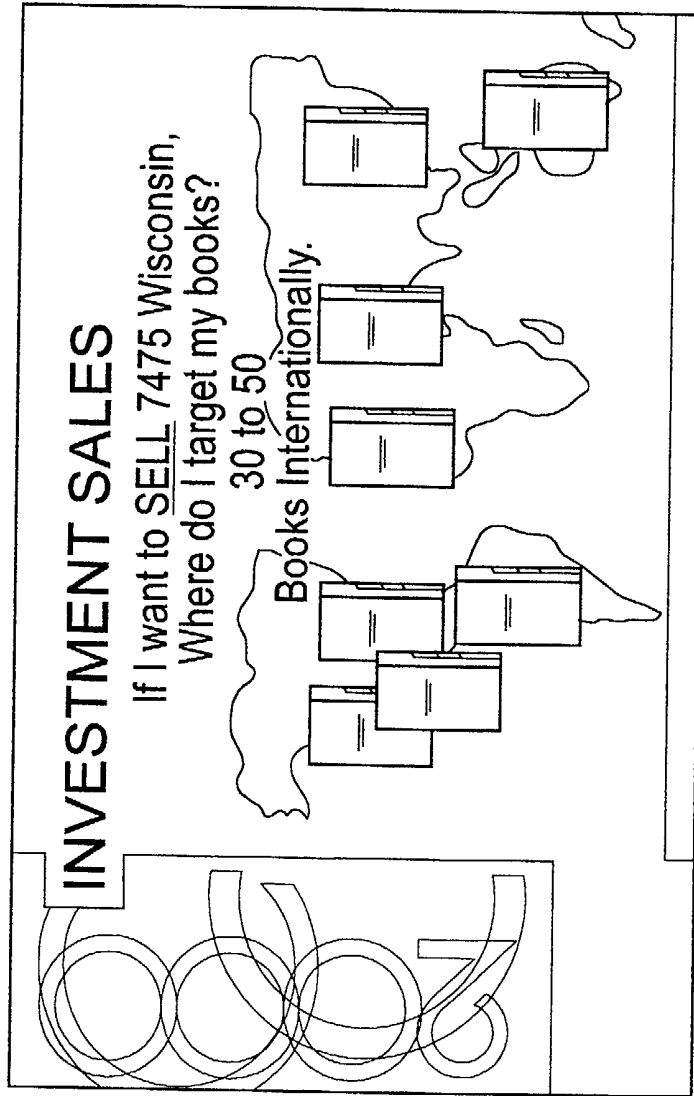 INVESTMENT SALES
If I want to SELL 7475 Wisconsin,
Where do I target my books?
30 to 50
Books Internationally.